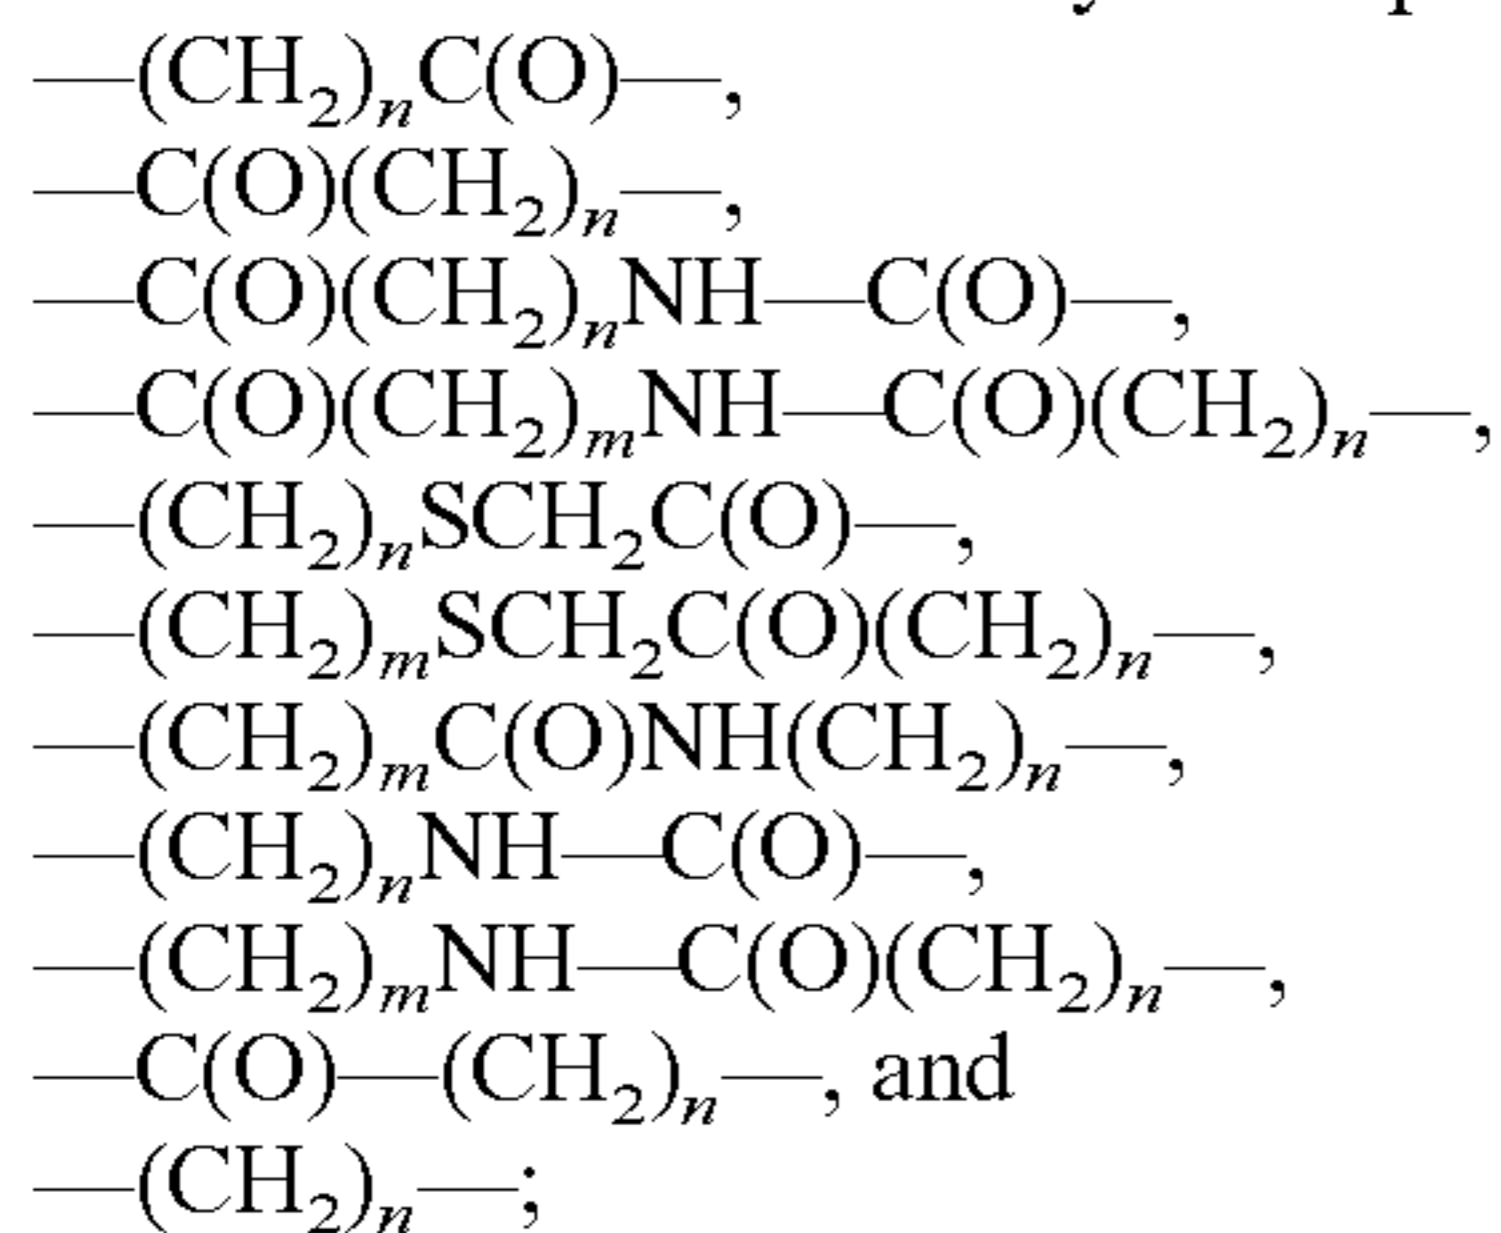 —(CH₂)ₙC(O)—,
—C(O)(CH₂)ₙ—,
—C(O)(CH₂)ₙNH—C(O)—,
—C(O)(CH₂)ₘNH—C(O)(CH₂)ₙ—,
—(CH₂)ₙSCH₂C(O)—,
—(CH₂)ₘSCH₂C(O)(CH₂)ₙ—,
—(CH₂)ₘC(O)NH(CH₂)ₙ—,
—(CH₂)ₙNH—C(O)—,
—(CH₂)ₘNH—C(O)(CH₂)ₙ—,
—C(O)—(CH₂)ₙ—, and
—(CH₂)ₙ—;